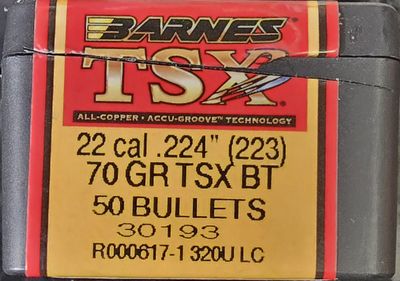 BARNES
TSX
ALL-COPPER • ACCU-GROOVE™ TECHNOLOGY
22 cal .224" (223)
70 GR TSX BT
50 BULLETS
30193
R000617-1 320U LC